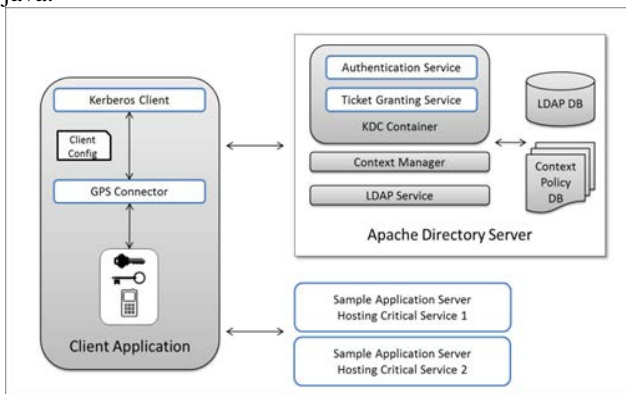 java.
Kerberos Client
Client
Config
GPS Connector
Client Application
Authentication Service
Ticket Granting Service
KDC Container
Context Manager
LDAP Service
Apache Directory Server
LDAP DB
Context
Policy
DB
Sample Application Server
Hosting Critical Service 1
Sample Application Server
Hosting Critical Service 2